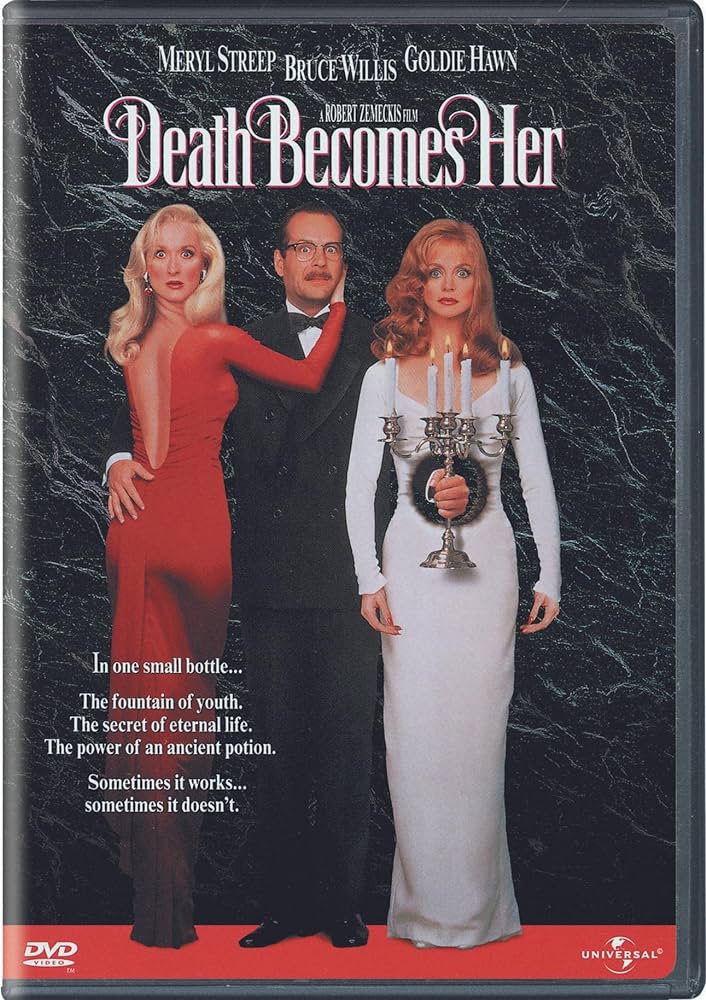 MERYL STREEP BRUCE WILLIS GOLDIE HAWN
A ROBERT ZEMECKIS FILM
Death Becomes Her
In one small bottle...
The fountain of youth.
The secret of eternal life.
The power of an ancient potion.
Sometimes it works...
sometimes it doesn't.
DVD
VIDEO
TM
UNIVERSAL©